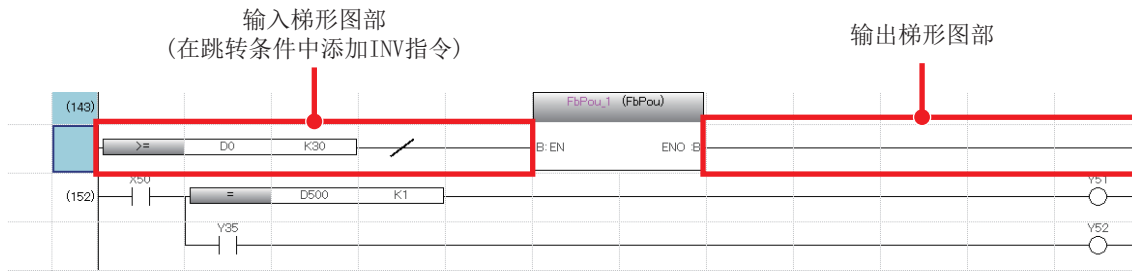 输入梯形图部
(在跳转条件中添加INV指令)
输出梯形图部
(143)
FbPou_1 (FbPou)
>= D0 K30
B: EN ENO :B
(152) X50 = D500 K1 Y51
Y35 Y52